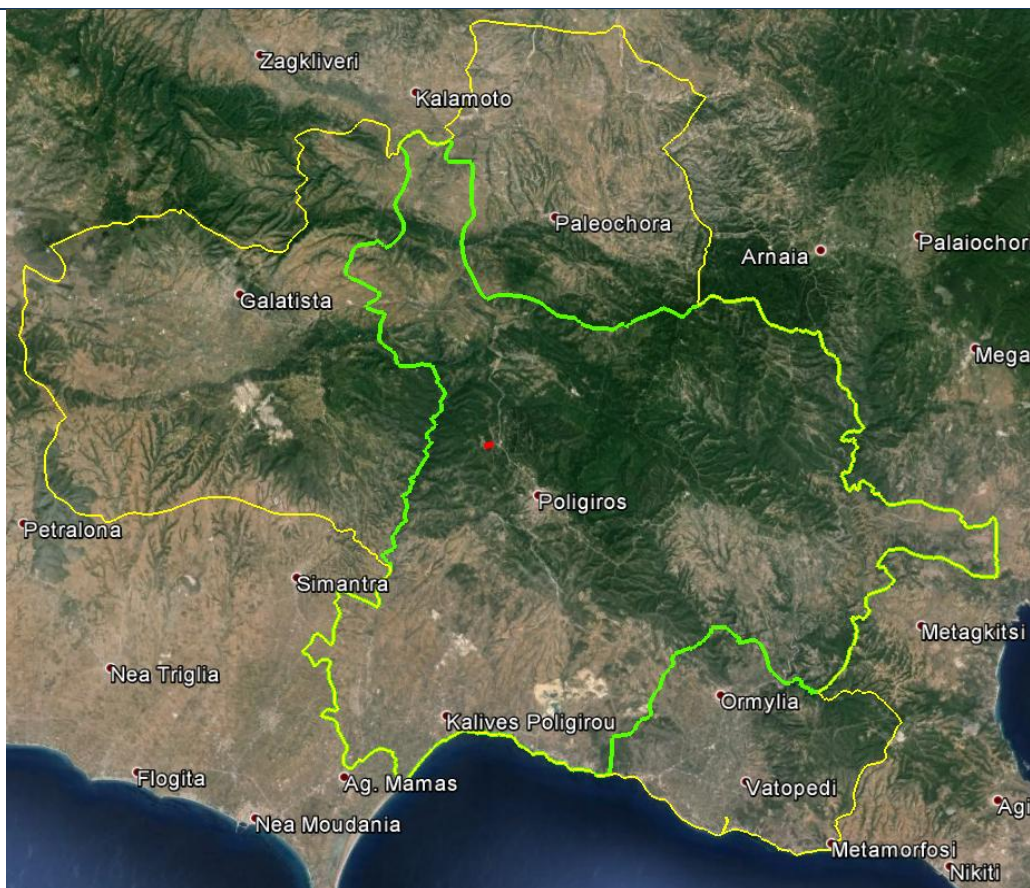 Zagkliveri
Kalamoto
Paleochora
Arnaia
Palaiochor
Galatista
Mega
Poligiros
Petralona
Simantra
Metagkitsi
Nea Triglia
Ormylia
Kalives Poligirou
Flogita
Ag. Mamas
Vatopedi
Agi
Nea Moudania
Metamorfosi
Nikiti